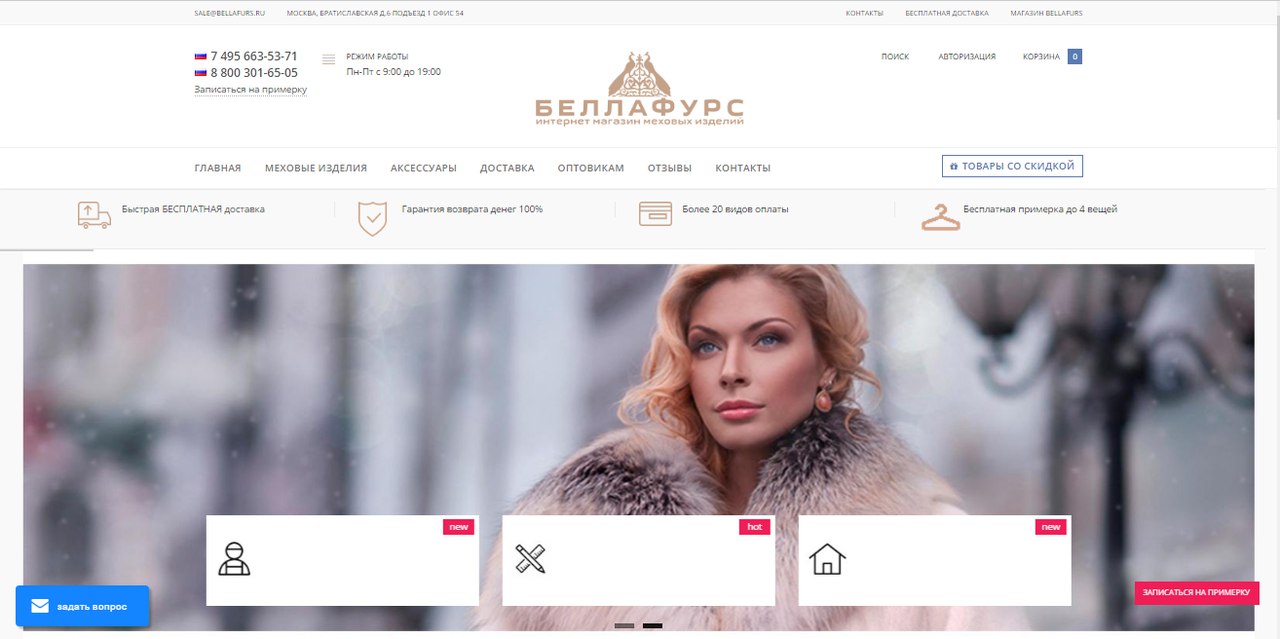 SALE@BELLAFURS.RU
МОСКВА, БРАТИСЛАВСКАЯ Д.6 ПОДЪЕЗД 1 ОФИС 54
КОНТАКТЫ
БЕСПЛАТНАЯ ДОСТАВКА
МАГАЗИН BELLAFURS
7 495 663-53-71
8 800 301-65-05
Записаться на примерку
РЕЖИМ РАБОТЫ
Пн-Пт с 9:00 до 19:00
БЕЛЛАФУРС
интернет магазин меховых изделий
ПОИСК
АВТОРИЗАЦИЯ
КОРЗИНА 0
ГЛАВНАЯ
МЕХОВЫЕ ИЗДЕЛИЯ
АКСЕССУАРЫ
ДОСТАВКА
ОПТОВИКАМ
ОТЗЫВЫ
КОНТАКТЫ
ТОВАРЫ СО СКИДКОЙ
Быстрая БЕСПЛАТНАЯ доставка
Гарантия возврата денег 100%
Более 20 видов оплаты
Бесплатная примерка до 4 вещей
new
hot
new
задать вопрос
ЗАПИСАТЬСЯ НА ПРИМЕРКУ